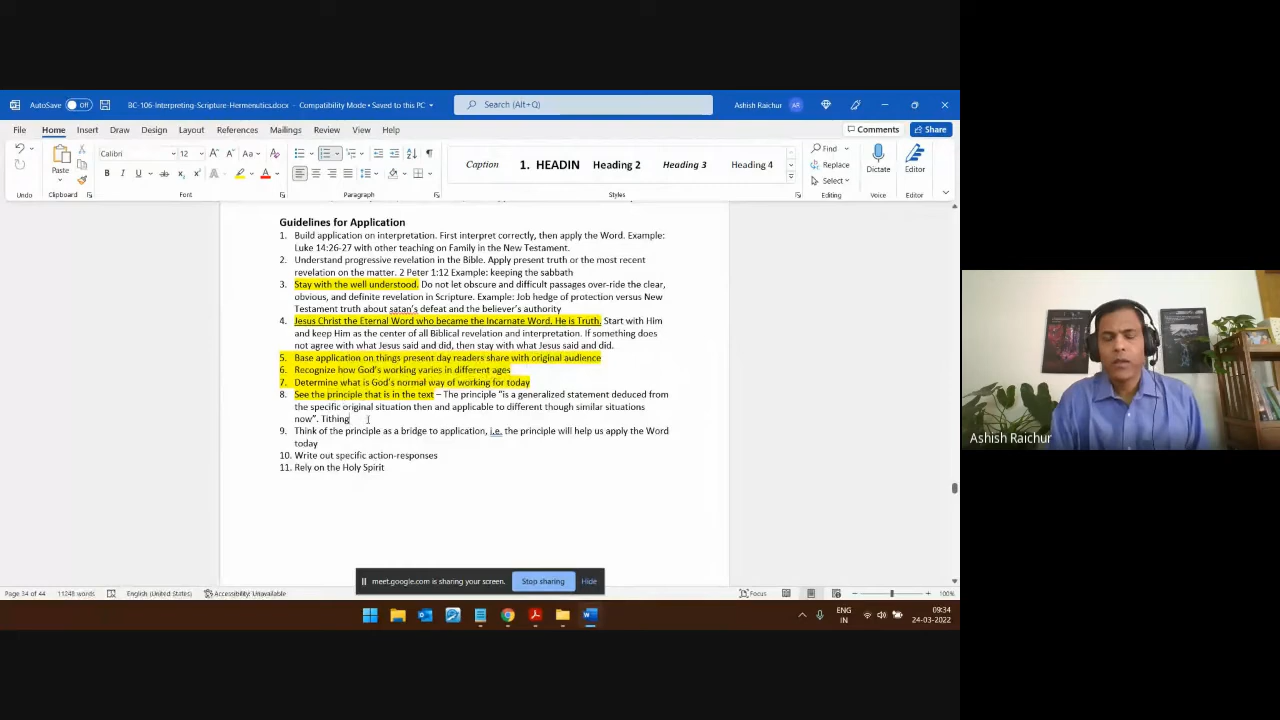 AutoSave Off BC-106-Interpreting-Scripture-Hermenutics.docx • Compatibility Mode • Saved to this PC Search (Alt+Q) Ashish Raichur AR
File Home Insert Draw Design Layout References Mailings Review View Help Comments Share
Paste Calibri 12 Caption 1. HEADIN Heading 2 Heading 3 Heading 4 Find Replace Select Dictate Editor
Undo Clipboard Font Paragraph Styles Editing Voice Editor
Guidelines for Application
1. Build application on interpretation. First interpret correctly, then apply the Word. Example:
Luke 14:26-27 with other teaching on Family in the New Testament.
2. Understand progressive revelation in the Bible. Apply present truth or the most recent
revelation on the matter. 2 Peter 1:12 Example: keeping the sabbath
3. Stay with the well understood. Do not let obscure and difficult passages over-ride the clear,
obvious, and definite revelation in Scripture. Example: Job hedge of protection versus New
Testament truth about satan's defeat and the believer's authority
4. Jesus Christ the Eternal Word who became the Incarnate Word. He is Truth. Start with Him
and keep Him as the center of all Biblical revelation and interpretation. If something does
not agree with what Jesus said and did, then stay with what Jesus said and did.
5. Base application on things present day readers share with original audience
6. Recognize how God's working varies in different ages
7. Determine what is God's normal way of working for today
8. See the principle that is in the text – The principle "is a generalized statement deduced from
the specific original situation then and applicable to different though similar situations
now". Tithing
9. Think of the principle as a bridge to application, i.e. the principle will help us apply the Word
today
10. Write out specific action-responses
11. Rely on the Holy Spirit
Ashish Raichur
meet.google.com is sharing your screen. Stop sharing Hide
Page 34 of 44 11248 words English (United States) Accessibility: Unavailable Focus 100%
ENG
IN
09:34
24-03-2022